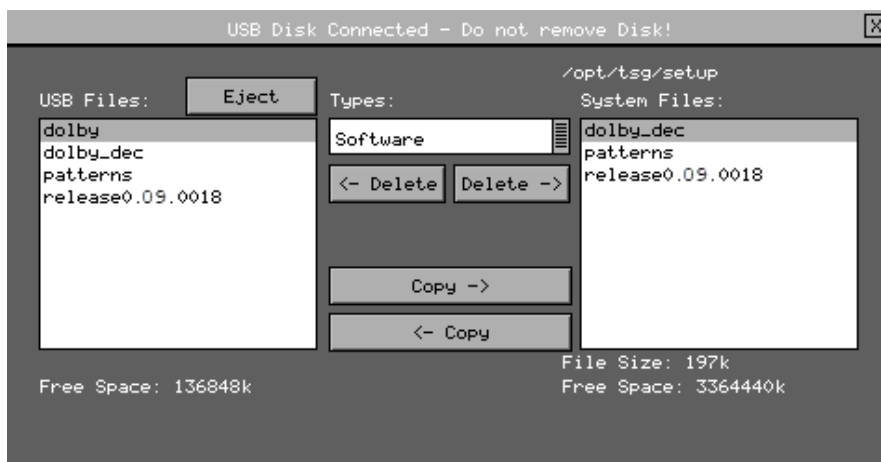 USB Disk Connected - Do not remove Disk!
X
/opt/tsg/setup
USB Files:
Eject
Types:
System Files:
dolby
dolby_dec
patterns
release0.09.0018
Software
<- Delete
Delete ->
Copy ->
<- Copy
dolby_dec
patterns
release0.09.0018
File Size: 197k
Free Space: 136848k
Free Space: 3364440k